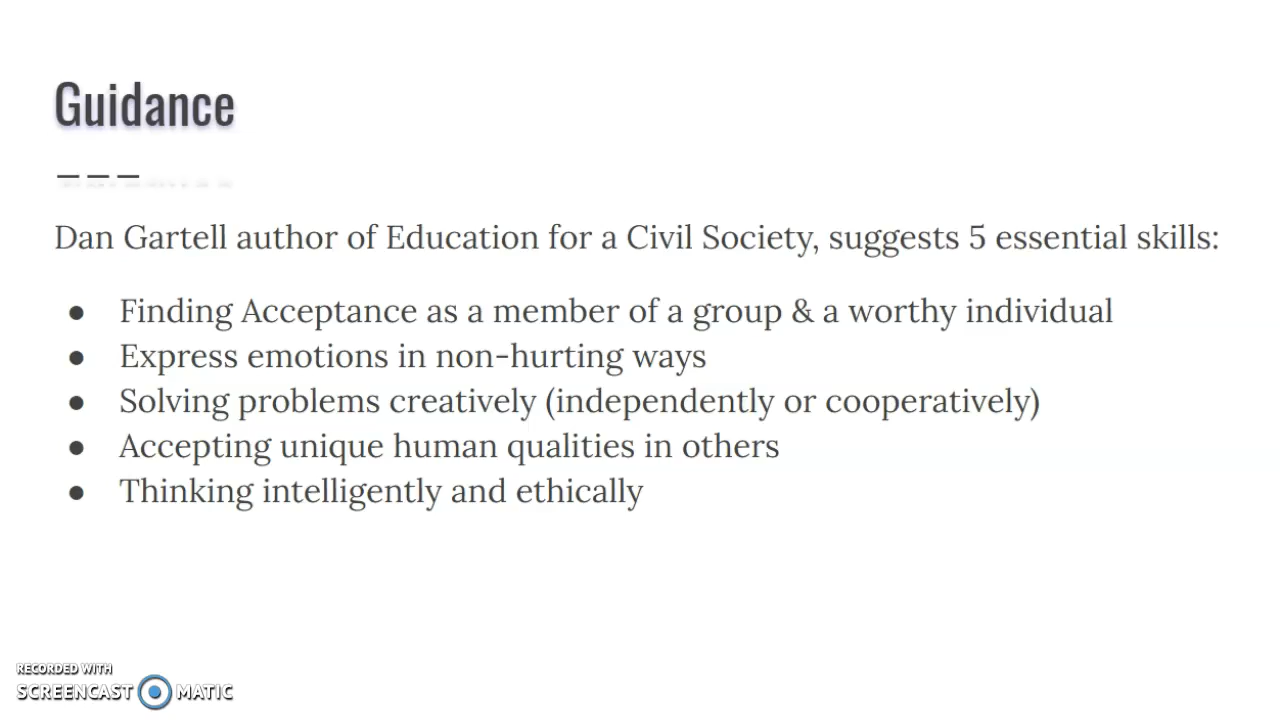 Guidance
Dan Gartell author of Education for a Civil Society, suggests 5 essential skills:
● Finding Acceptance as a member of a group & a worthy individual
● Express emotions in non-hurting ways
● Solving problems creatively (independently or cooperatively)
● Accepting unique human qualities in others
● Thinking intelligently and ethically
RECORDED WITH
SCREENCAST MATIC